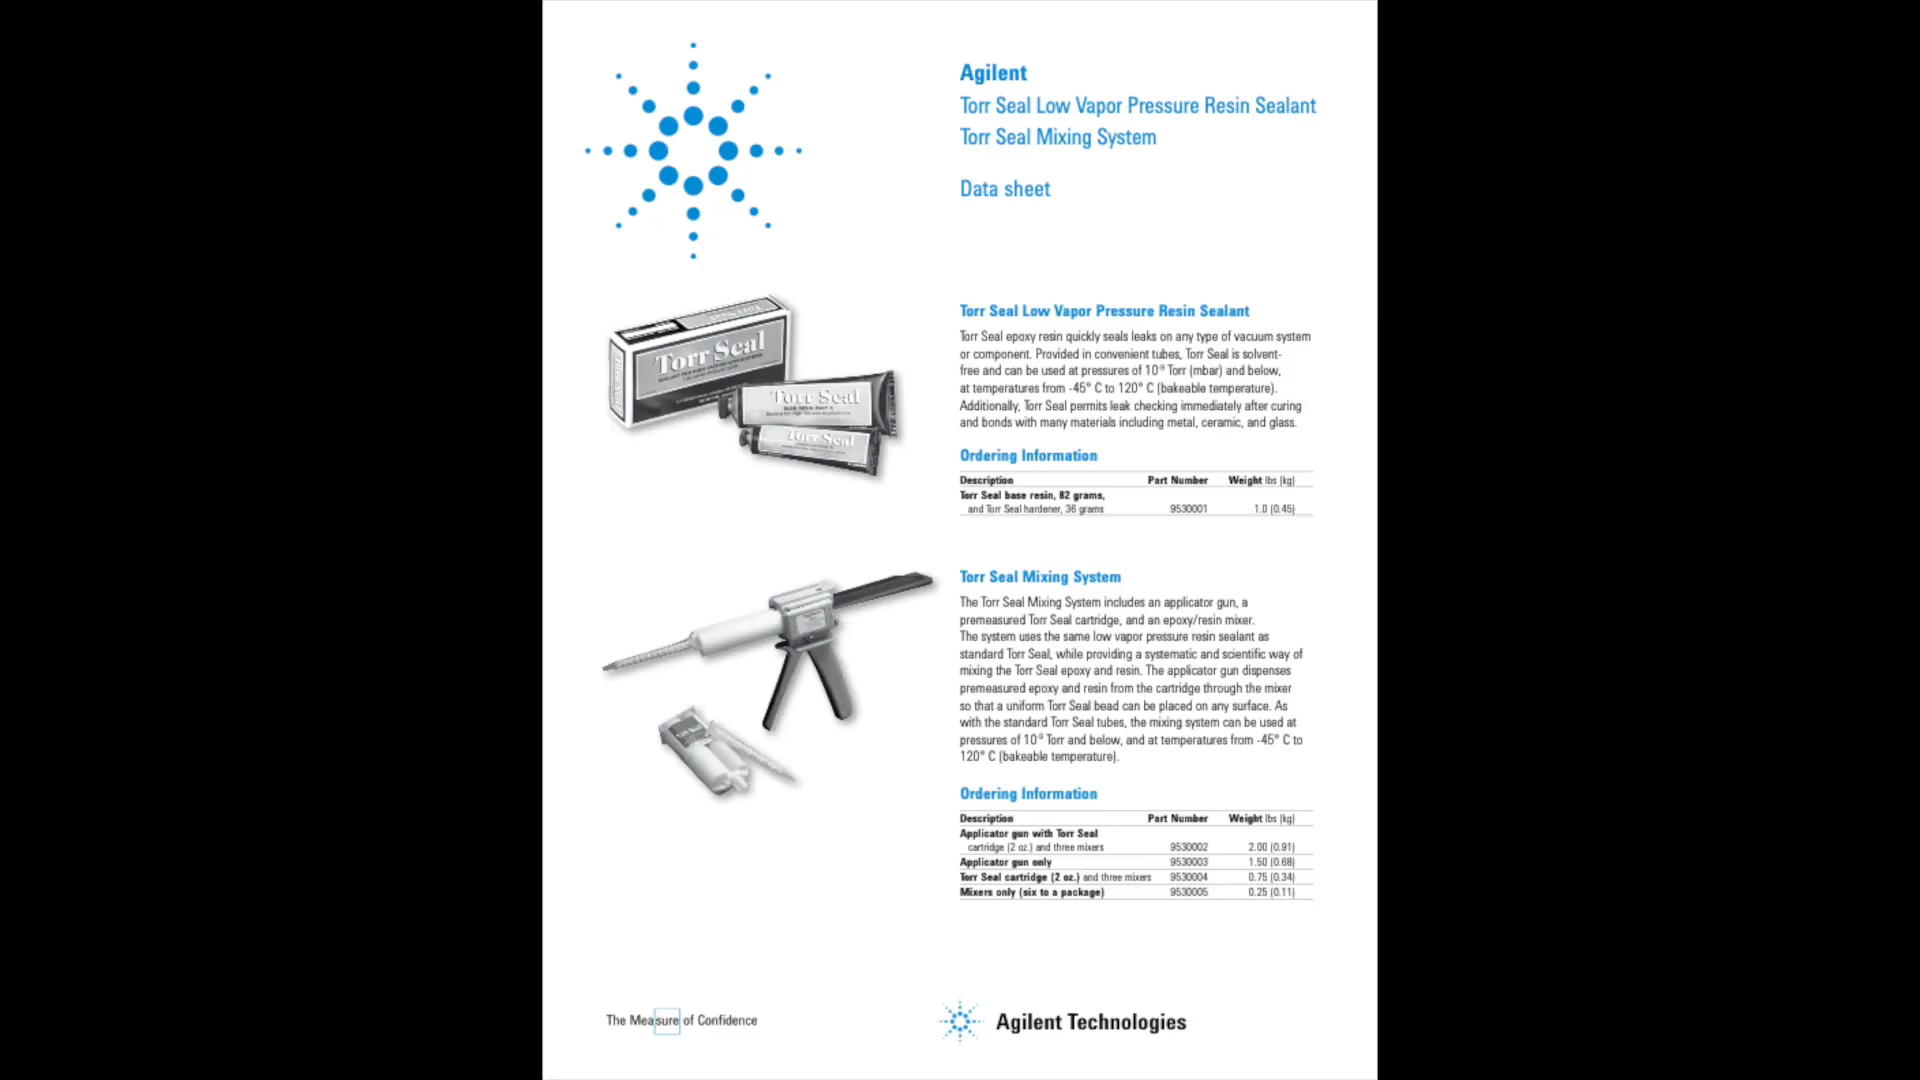 Agilent
Torr Seal Low Vapor Pressure Resin Sealant
Torr Seal Mixing System
Data sheet
Torr Seal
Torr Seal
Torr Seal
Torr Seal Low Vapor Pressure Resin Sealant
Torr Seal epoxy resin quickly seals leaks on any type of vacuum system
or component. Provided in convenient tubes, Torr Seal is solvent-
free and can be used at pressures of 10⁻⁹ Torr (mbar) and below,
at temperatures from -45° C to 120° C (bakeable temperature).
Additionally, Torr Seal permits leak checking immediately after curing
and bonds with many materials including metal, ceramic, and glass.
Ordering Information
Description Part Number Weight lbs (kg)
Torr Seal base resin, 82 grams,
and Torr Seal hardener, 36 grams 9530001 1.0 (0.45)
Torr Seal Mixing System
The Torr Seal Mixing System includes an applicator gun, a
premeasured Torr Seal cartridge, and an epoxy/resin mixer.
The system uses the same low vapor pressure resin sealant as
standard Torr Seal, while providing a systematic and scientific way of
mixing the Torr Seal epoxy and resin. The applicator gun dispenses
premeasured epoxy and resin from the cartridge through the mixer
so that a uniform Torr Seal bead can be placed on any surface. As
with the standard Torr Seal tubes, the mixing system can be used at
pressures of 10⁻⁹ Torr and below, and at temperatures from -45° C to
120° C (bakeable temperature).
Ordering Information
Description Part Number Weight lbs (kg)
Applicator gun with Torr Seal
cartridge (2 oz.) and three mixers 9530002 2.00 (0.91)
Applicator gun only 9530003 1.50 (0.68)
Torr Seal cartridge (2 oz.) and three mixers 9530004 0.75 (0.34)
Mixers only (six to a package) 9530005 0.25 (0.11)
The Measure of Confidence
Agilent Technologies